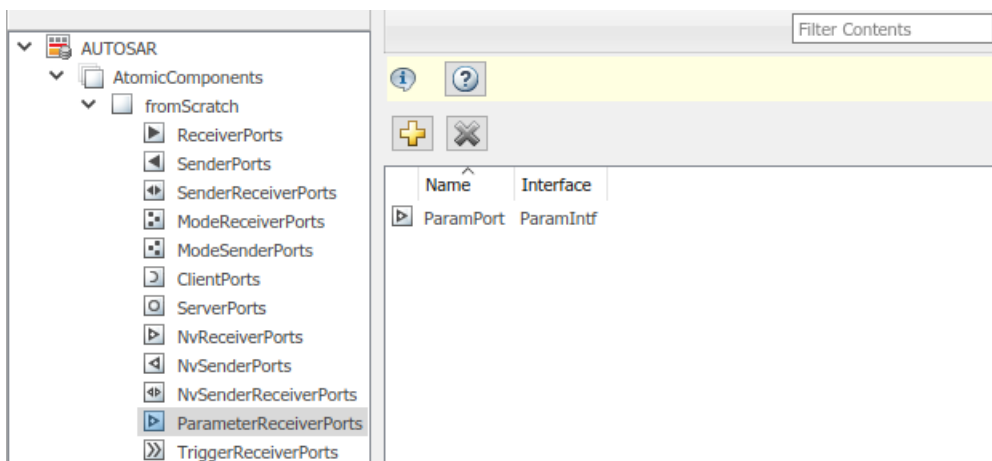 Filter Contents
AUTOSAR
AtomicComponents
fromScratch
ReceiverPorts
SenderPorts
SenderReceiverPorts
ModeReceiverPorts
ModeSenderPorts
ClientPorts
ServerPorts
NvReceiverPorts
NvSenderPorts
NvSenderReceiverPorts
ParameterReceiverPorts
TriggerReceiverPorts
Name Interface
ParamPort ParamIntf